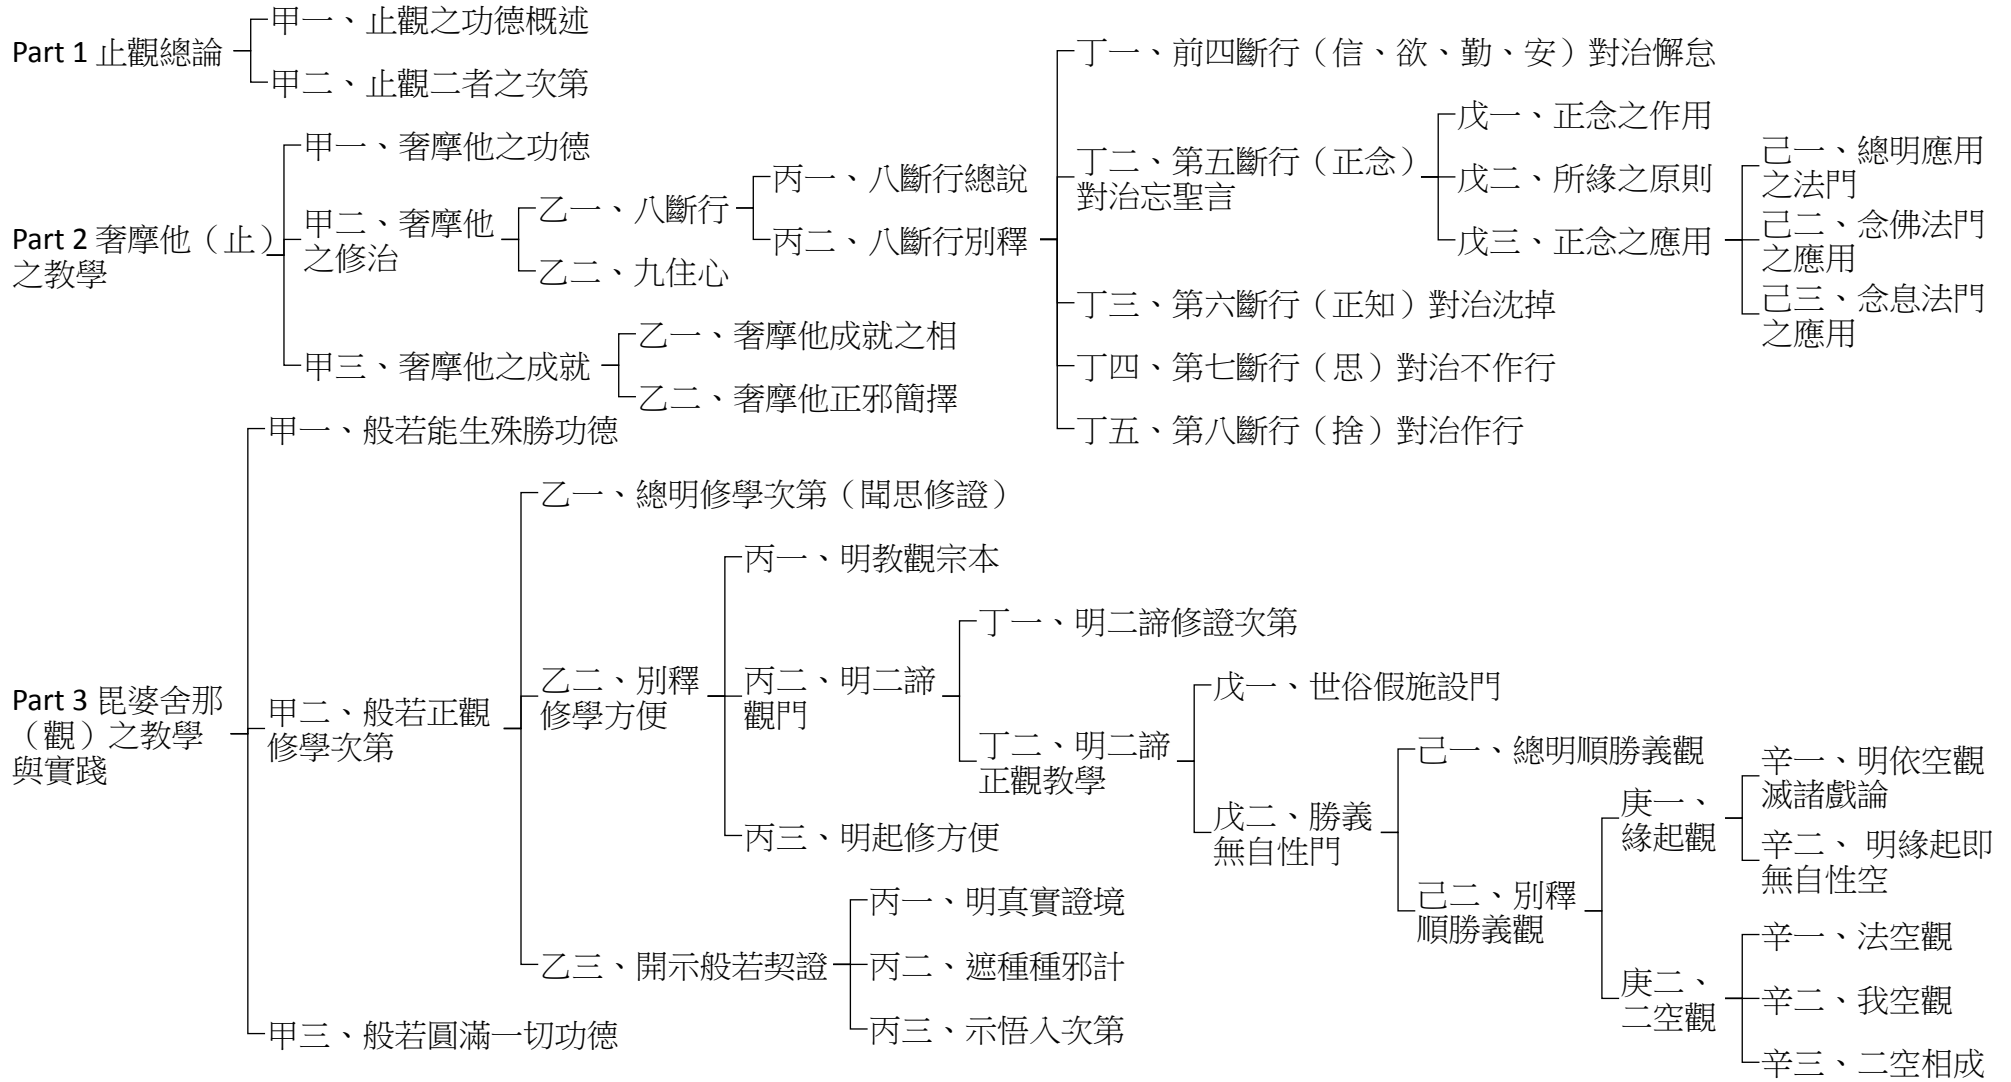 Part 1 止觀總論
甲一、止觀之功德概述
甲二、止觀二者之次第
Part 2 奢摩他（止）
之教學
甲一、奢摩他之功德
甲二、奢摩他
之修治
乙一、八斷行
丙一、八斷行總說
丙二、八斷行別釋
丁一、前四斷行（信、欲、勤、安）對治懈怠
丁二、第五斷行（正念）
對治忘聖言
戊一、正念之作用
戊二、所緣之原則
戊三、正念之應用
己一、總明應用
之法門
己二、念佛法門
之應用
己三、念息法門
之應用
丁三、第六斷行（正知）對治沈掉
丁四、第七斷行（思）對治不作行
丁五、第八斷行（捨）對治作行
乙二、九住心
甲三、奢摩他之成就
乙一、奢摩他成就之相
乙二、奢摩他正邪簡擇
Part 3 毘婆舍那
（觀）之教學
與實踐
甲一、般若能生殊勝功德
甲二、般若正觀
修學次第
乙一、總明修學次第（聞思修證）
乙二、別釋
修學方便
丙一、明教觀宗本
丙二、明二諦
觀門
丁一、明二諦修證次第
丁二、明二諦
正觀教學
戊一、世俗假施設門
戊二、勝義
無自性門
己一、總明順勝義觀
己二、別釋
順勝義觀
庚一、
緣起觀
辛一、明依空觀
滅諸戲論
辛二、 明緣起即
無自性空
庚二、
二空觀
辛一、法空觀
辛二、我空觀
辛三、二空相成
丙三、明起修方便
乙三、開示般若契證
丙一、明真實證境
丙二、遮種種邪計
丙三、示悟入次第
甲三、般若圓滿一切功德